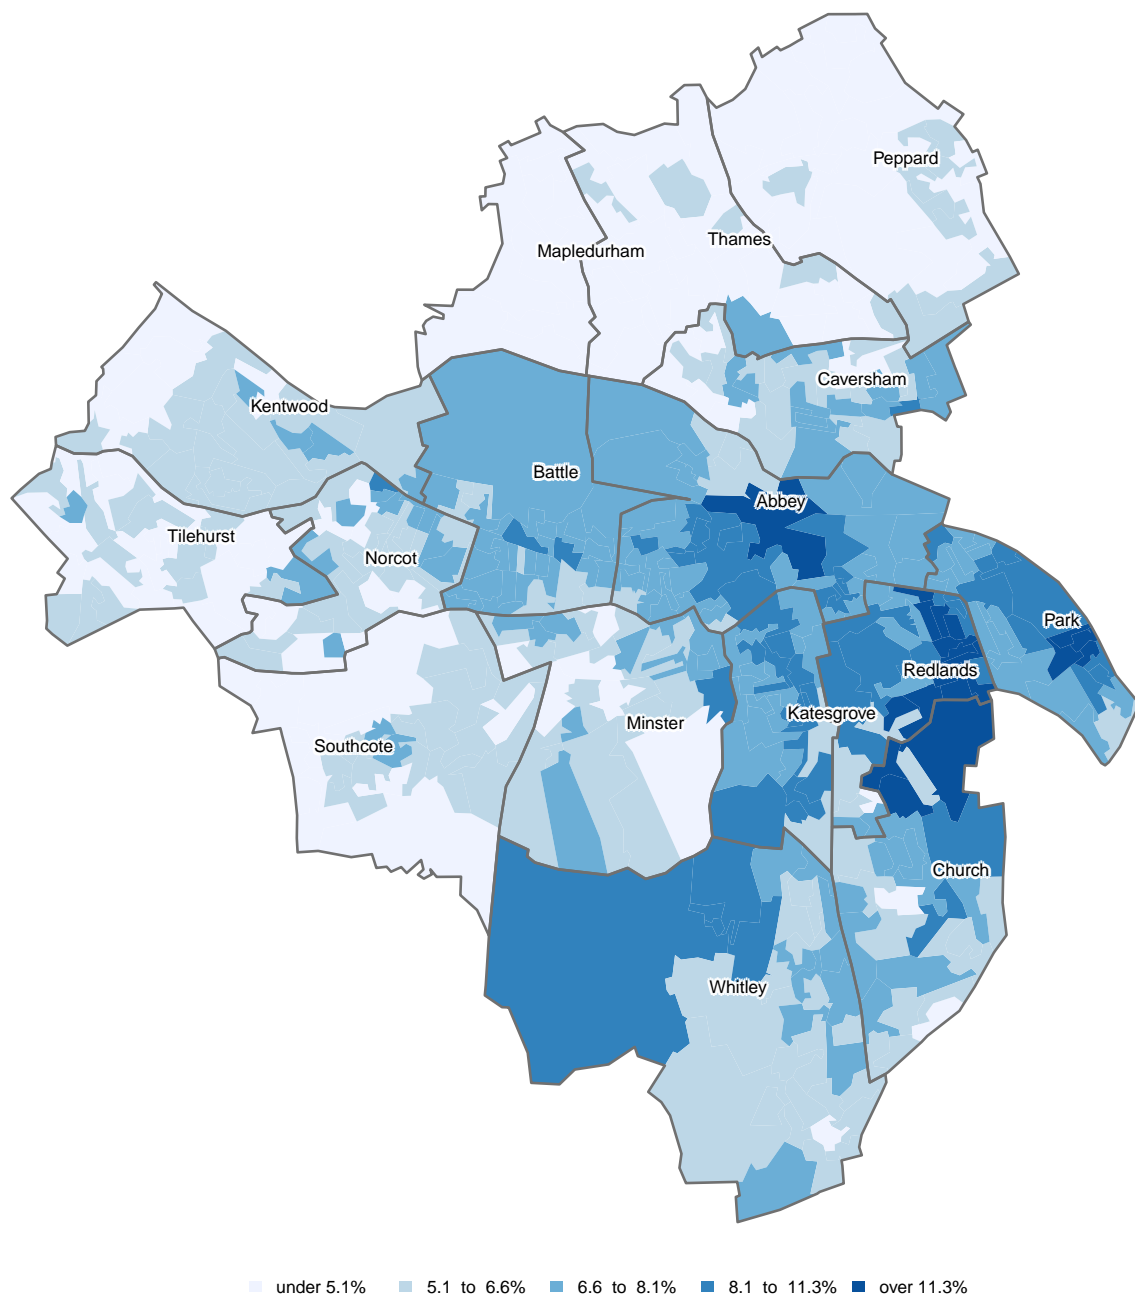 Peppard
Thames
Mapledurham
Caversham
Kentwood
Battle
Abbey
Tilehurst
Norcot
Park
Redlands
Katesgrove
Minster
Southcote
Church
Whitley
under 5.1% 5.1 to 6.6% 6.6 to 8.1% 8.1 to 11.3% over 11.3%